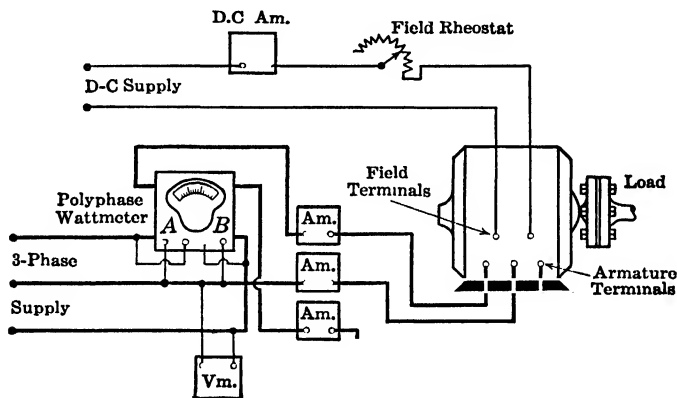 D.C Am.
Field Rheostat
D-C Supply
Field
Terminals
Load
Polyphase
Wattmeter
A B
Am.
3-Phase
Am.
Armature
Terminals
Supply
Am.
Vm.